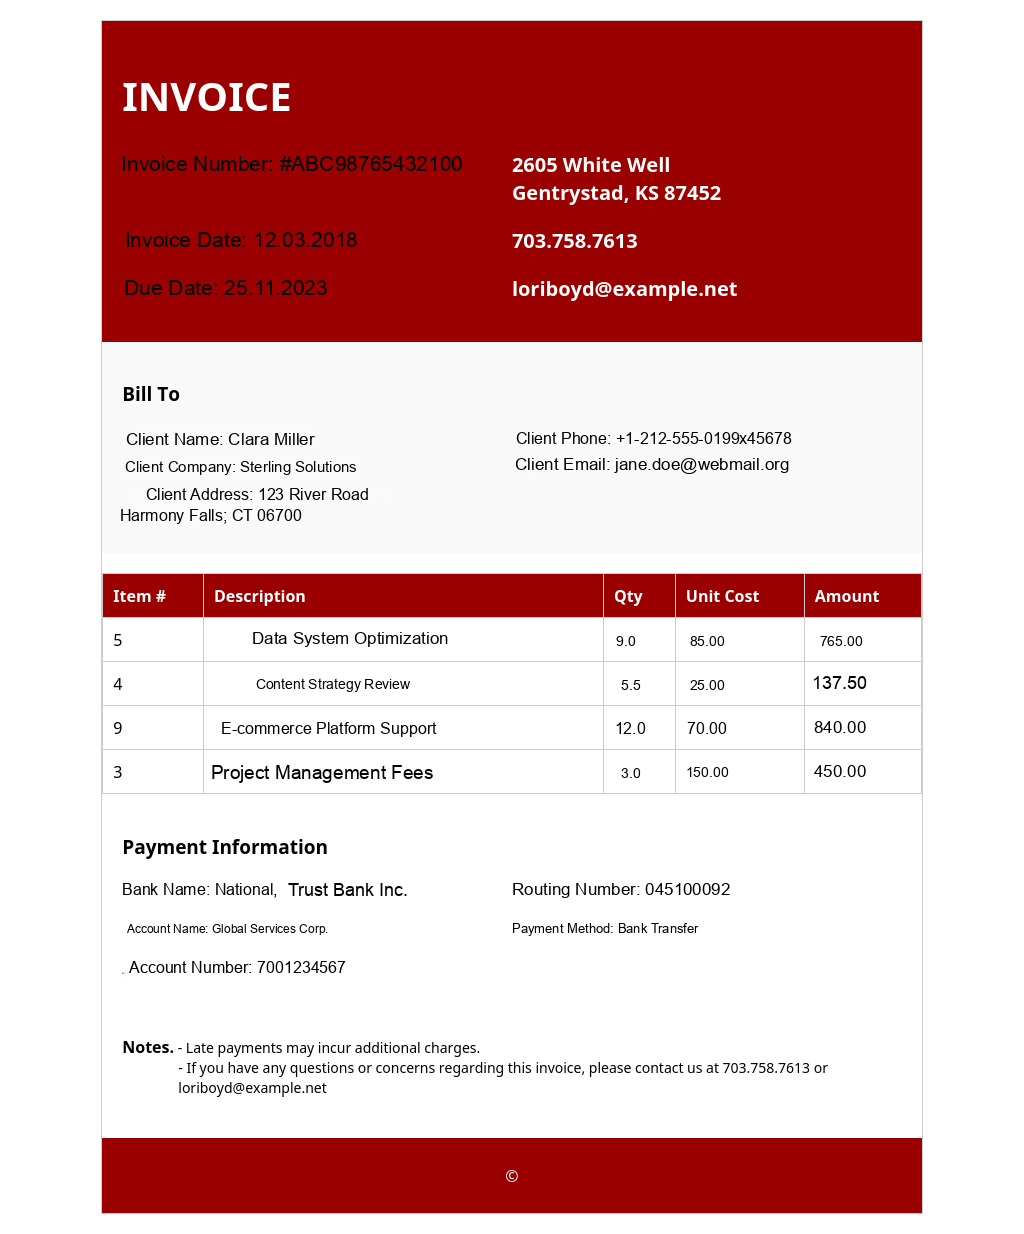 INVOICE
Invoice Number: #ABC98765432100
2605 White Well
Gentrystad, KS 87452
Invoice Date: 12.03.2018
703.758.7613
Due Date: 25.11.2023
loriboyd@example.net
Bill To
Client Name: Clara Miller
Client Company: Sterling Solutions
Client Address: 123 River Road
Harmony Falls; CT 06700
Client Phone: +1-212-555-0199x45678
Client Email: jane.doe@webmail.org
Item # Description Qty Unit Cost Amount
5 Data System Optimization 9.0 85.00 765.00
4 Content Strategy Review 5.5 25.00 137.50
9 E-commerce Platform Support 12.0 70.00 840.00
3 Project Management Fees 3.0 150.00 450.00
Payment Information
Bank Name: National, Trust Bank Inc.
Routing Number: 045100092
Account Name: Global Services Corp.
Payment Method: Bank Transfer
Account Number: 7001234567
Notes. - Late payments may incur additional charges.
- If you have any questions or concerns regarding this invoice, please contact us at 703.758.7613 or
loriboyd@example.net
©